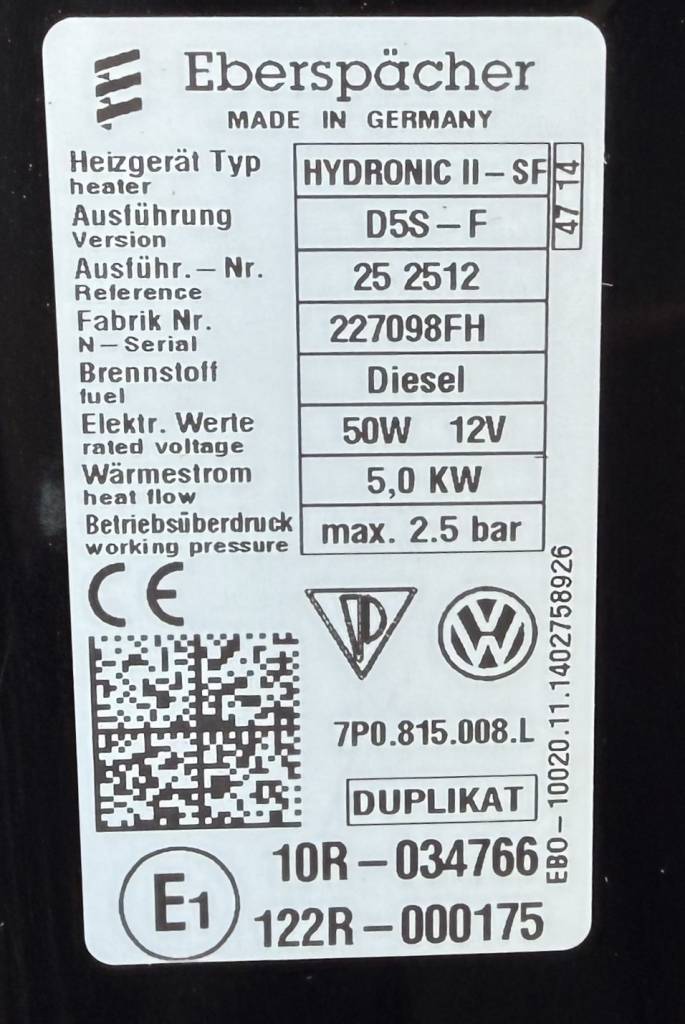 Eberspächer
MADE IN GERMANY
Heizgerät Typ HYDRONIC II-SF
heater
47 14
Ausführung D5S-F
Version
Ausführ.-Nr. 25 2512
Reference
Fabrik Nr. 227098FH
N-Serial
Brennstoff Diesel
fuel
Elektr. Werte 50W 12V
rated voltage
Wärmestrom 5,0 KW
heat flow
Betriebsüberdruck max. 2.5 bar
working pressure
CE
VW
7P0.815.008.L
DUPLIKAT
EBO-10020.11.1402758926
E1
10R-034766
122R-000175